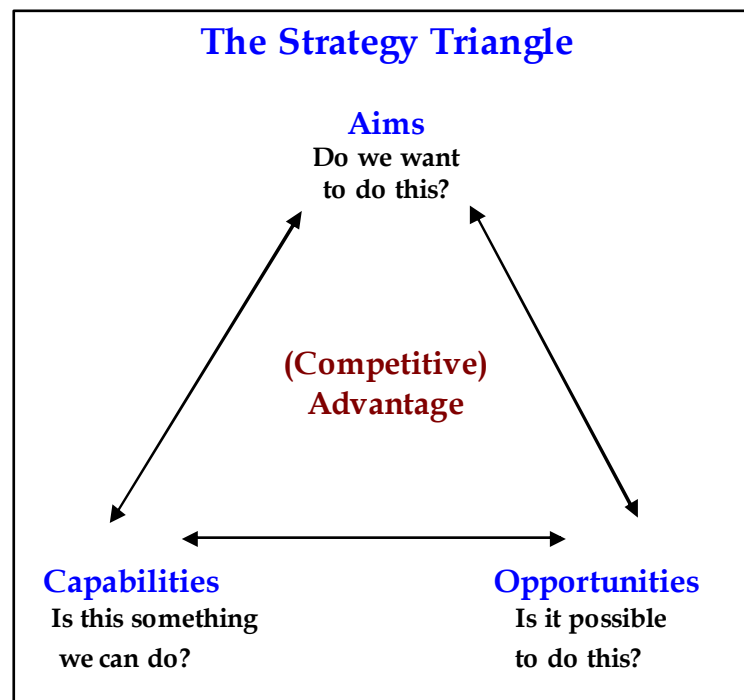 The Strategy Triangle
Aims
Do we want
to do this?
(Competitive)
Advantage
Capabilities
Is this something
we can do?
Opportunities
Is it possible
to do this?